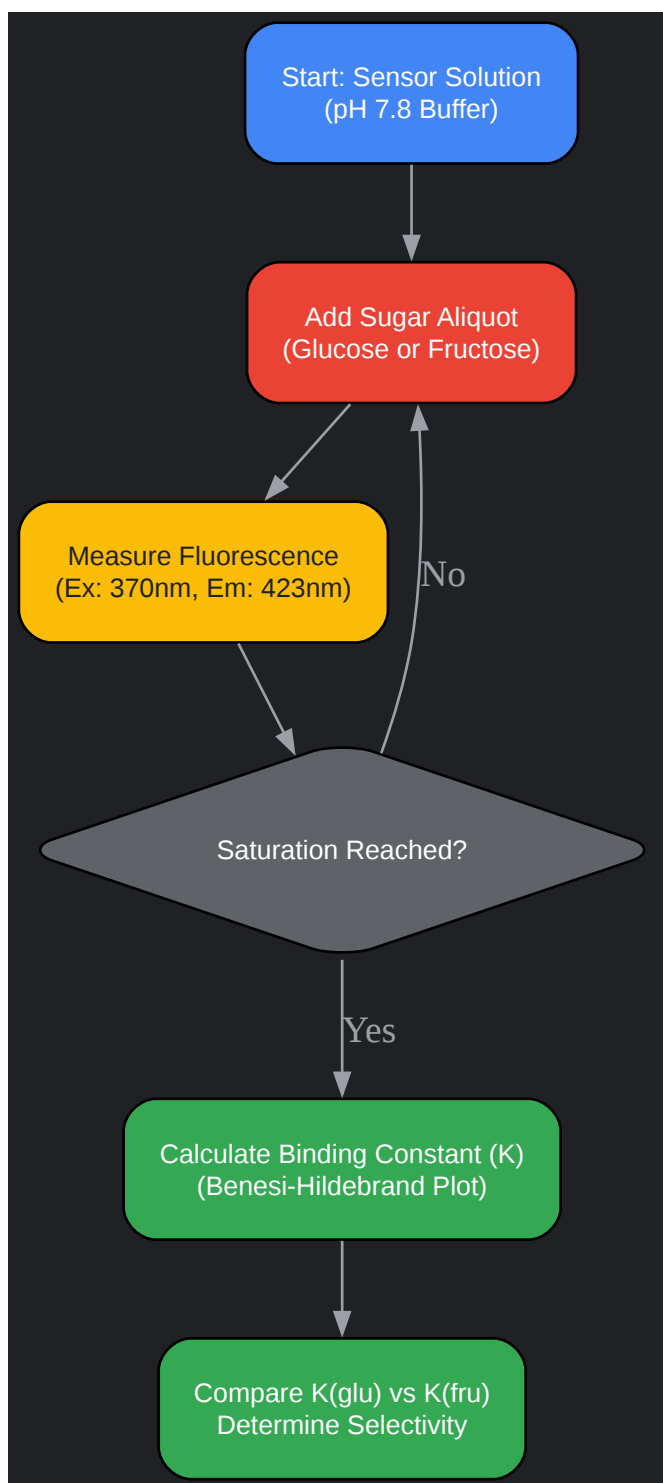 Start: Sensor Solution
(pH 7.8 Buffer)
Add Sugar Aliquot
(Glucose or Fructose)
Measure Fluorescence
(Ex: 370nm, Em: 423nm)
No
Saturation Reached?
Yes
Calculate Binding Constant (K)
(Benesi-Hildebrand Plot)
Compare K(glu) vs K(fru)
Determine Selectivity